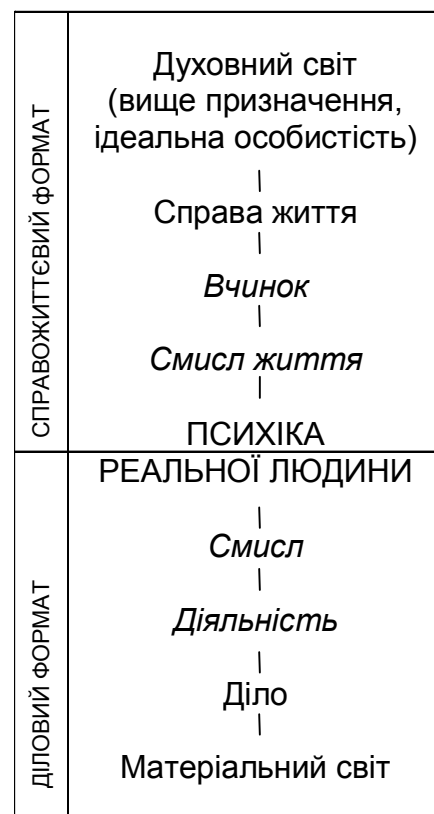 СПРАВОЖИТТЄВИЙ фОРМАТ
Духовний світ
(вище призначення,
ідеальна особистість)
Справа життя
Вчинок
Смисл життя
ПСИХІКА
РЕАЛЬНОЇ ЛЮДИНИ
ДІЛОВИЙ ФОРМАТ
Смисл
Діяльність
Діло
Матеріальний світ